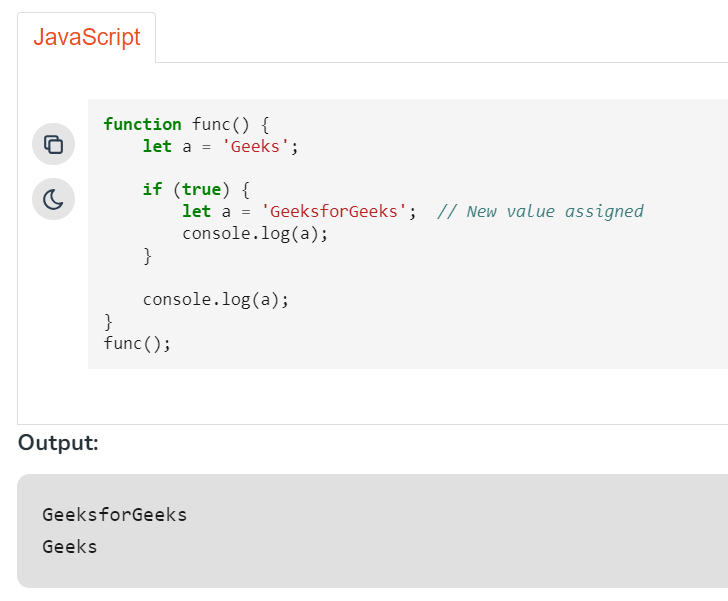 JavaScript
function func() {
    let a = 'Geeks';
    if (true) {
        let a = 'GeeksforGeeks';  // New value assigned
        console.log(a);
    }
    console.log(a);
}
func();
Output:
GeeksforGeeks
Geeks